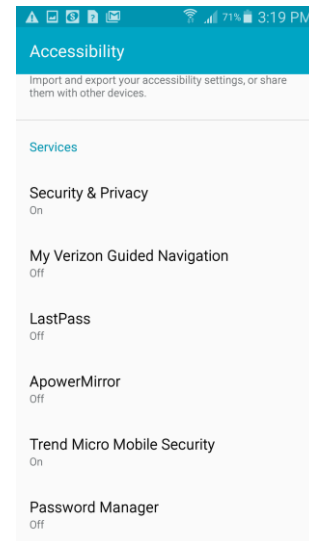 71% 3:19 PM
Accessibility
Import and export your accessibility settings, or share
them with other devices.
Services
Security & Privacy
On
My Verizon Guided Navigation
Off
LastPass
Off
ApowerMirror
Off
Trend Micro Mobile Security
On
Password Manager
Off